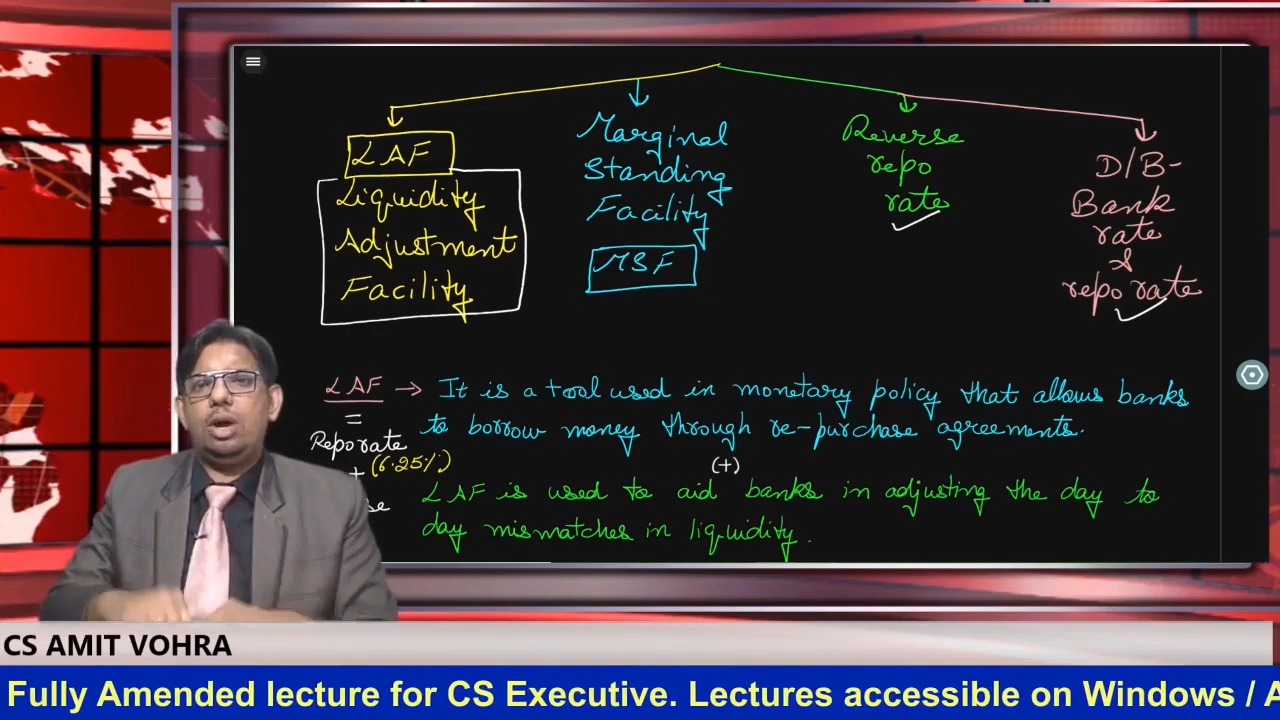 LAF
Liquidity
Adjustment
Facility
Marginal
Standing
Facility
MSF
Reverse
repo
rate
D/B-
Bank
rate
&
repo rate
LAF → It is a tool used in monetary policy that allows banks
to borrow money through re-purchase agreements.
=
Repo rate
+ (6.25%)
(+)
LAF is used to aid banks in adjusting the day to
day mismatches in liquidity.
CS AMIT VOHRA
Fully Amended lecture for CS Executive. Lectures accessible on Windows / A